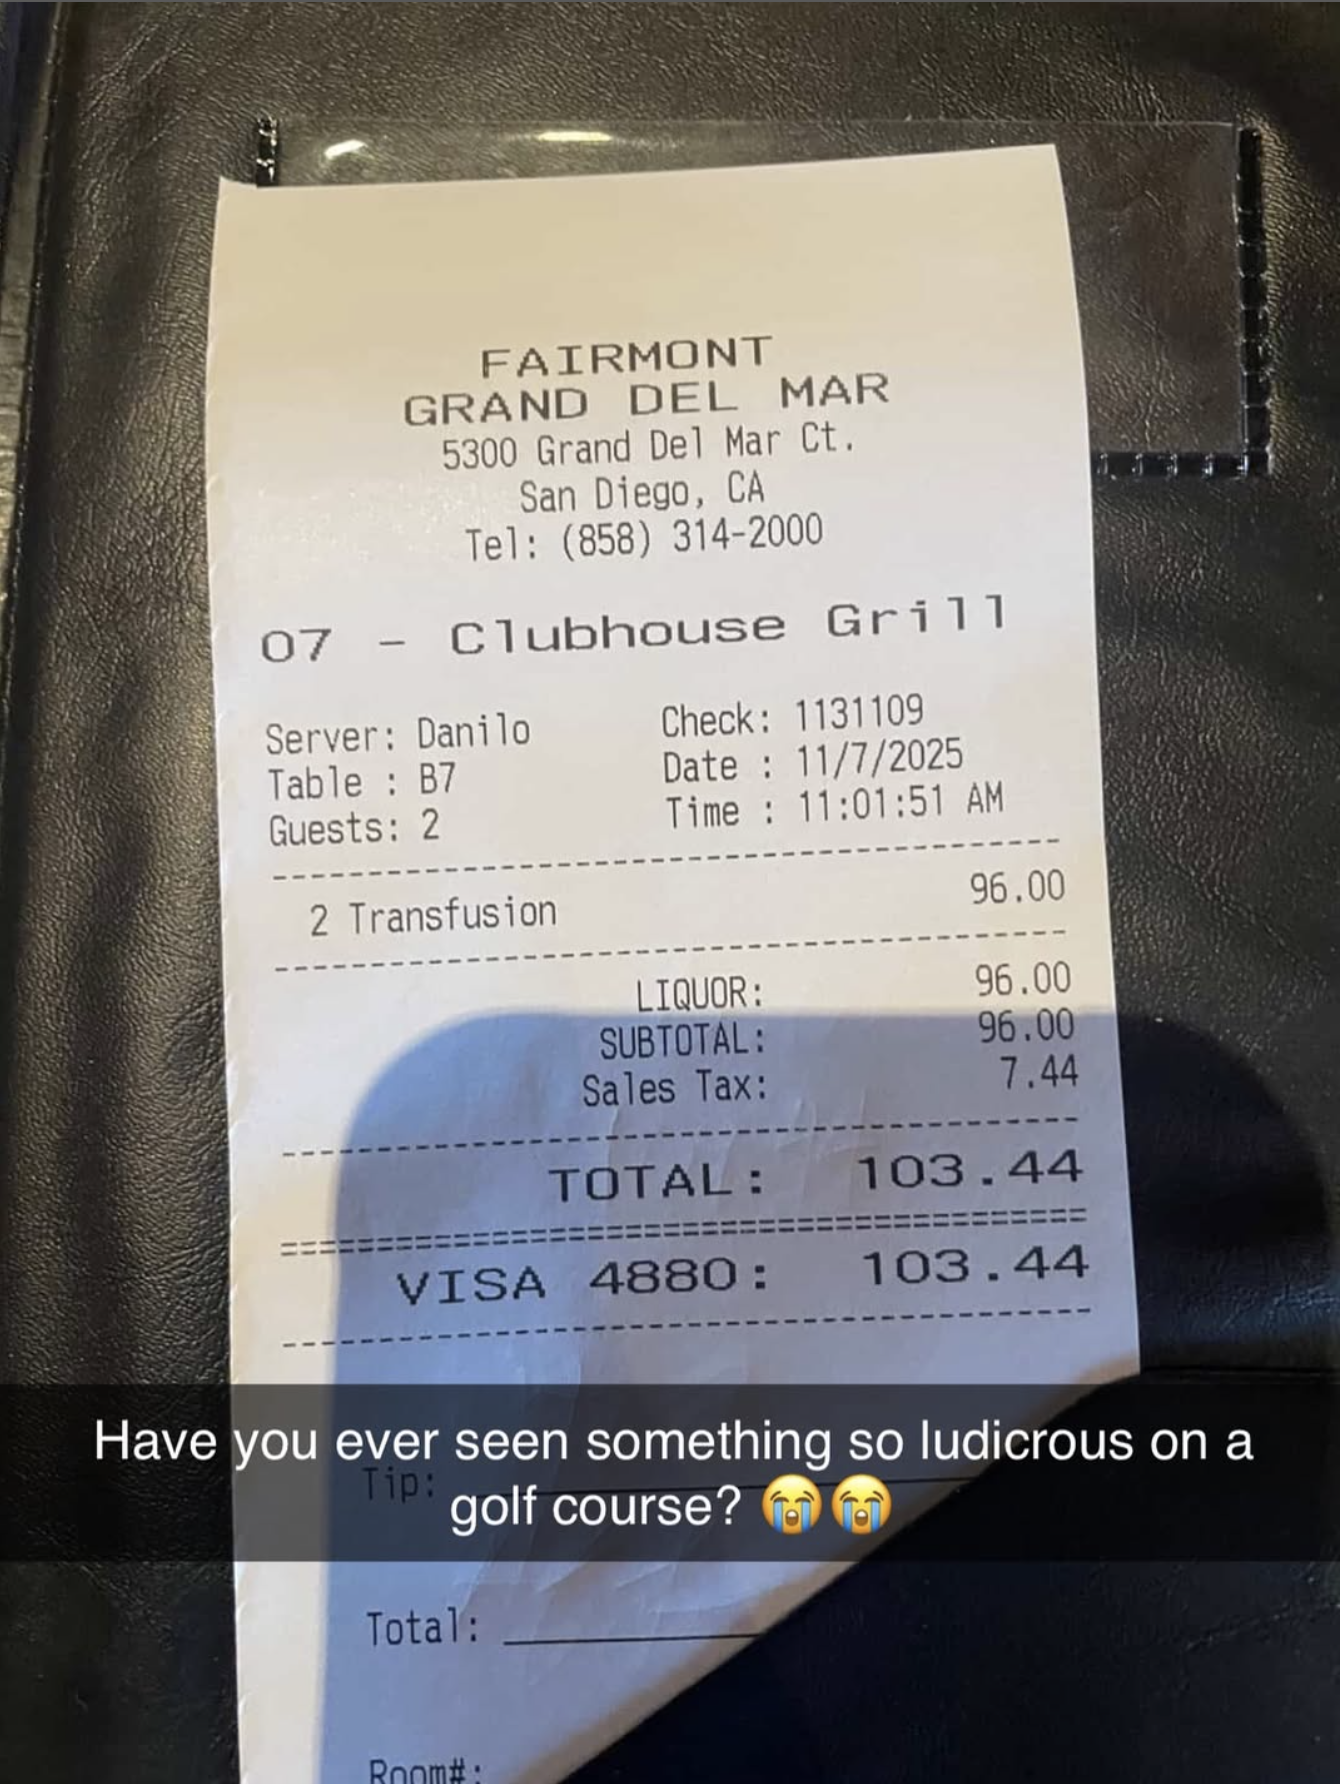 FAIRMONT
GRAND DEL MAR
5300 Grand Del Mar Ct.
San Diego, CA
Tel: (858) 314-2000
07 - Clubhouse Grill
Server: Danilo Check: 1131109
Table : B7 Date : 11/7/2025
Guests: 2 Time : 11:01:51 AM
2 Transfusion 96.00
LIQUOR: 96.00
SUBTOTAL: 96.00
Sales Tax: 7.44
TOTAL: 103.44
VISA 4880: 103.44
Have you ever seen something so ludicrous on a
Tip:
golf course? 😭😭
Total:
Room#: